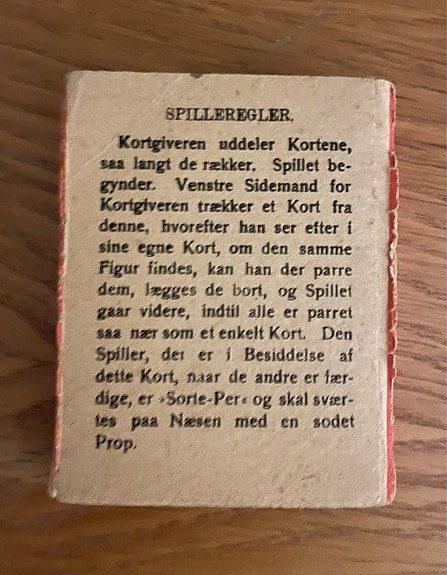 SPILLEREGLER.
Kortgiveren uddeler Kortene,
saa langt de rækker. Spillet be-
gynder. Venstre Sidemand for
Kortgiveren trækker et Kort fra
denne, hvorefter han ser efter i
sine egne Kort, om den samme
Figur findes, kan han der parre
dem, lægges de bort, og Spillet
gaar videre, indtil alle er parret
saa nær som et enkelt Kort. Den
Spiller, der er i Besiddelse af
dette Kort, naar de andre er fær-
dige, er »Sorte-Per« og skal svær-
tes paa Næsen med en sodet
Prop.